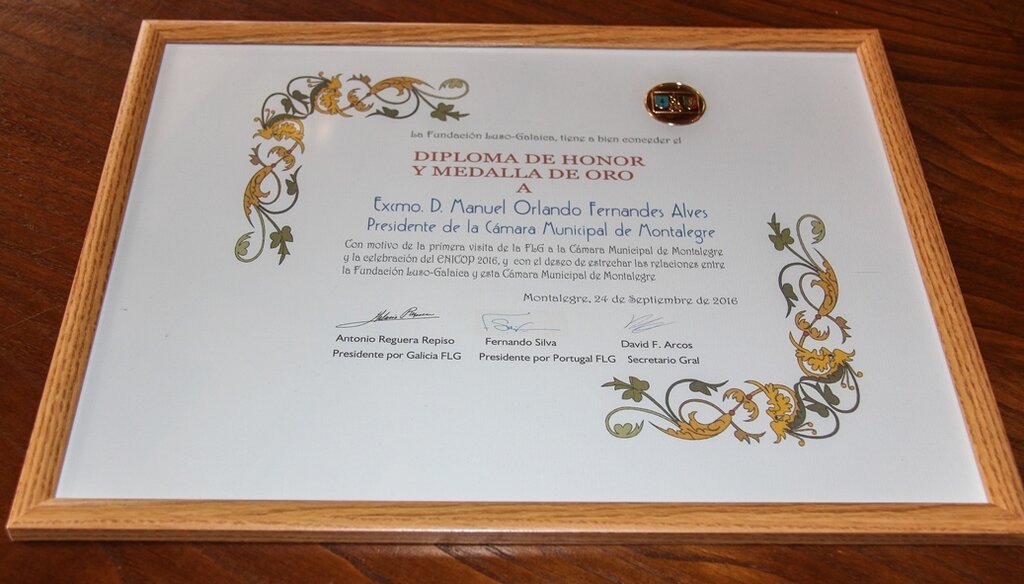 La Fundación Luso-Galaica, tiene a bien conceder el
DIPLOMA DE HONOR
Y MEDALLA DE ORO
A
Excmo. D. Manuel Orlando Fernandes Alves
Presidente de la Cámara Municipal de Montalegre
Con motivo de la primera visita de la FLG a la Cámara Municipal de Montalegre
y la celebración del ENICOP 2016, y con el deseo de estrechar las relaciones entre
la Fundación Luso-Galaica y esta Cámara Municipal de Montalegre
Montalegre, 24 de Septiembre de 2016
Antonio Reguera Repiso Fernando Silva David F. Arcos
Presidente por Galicia FLG Presidente por Portugal FLG Secretario Gral